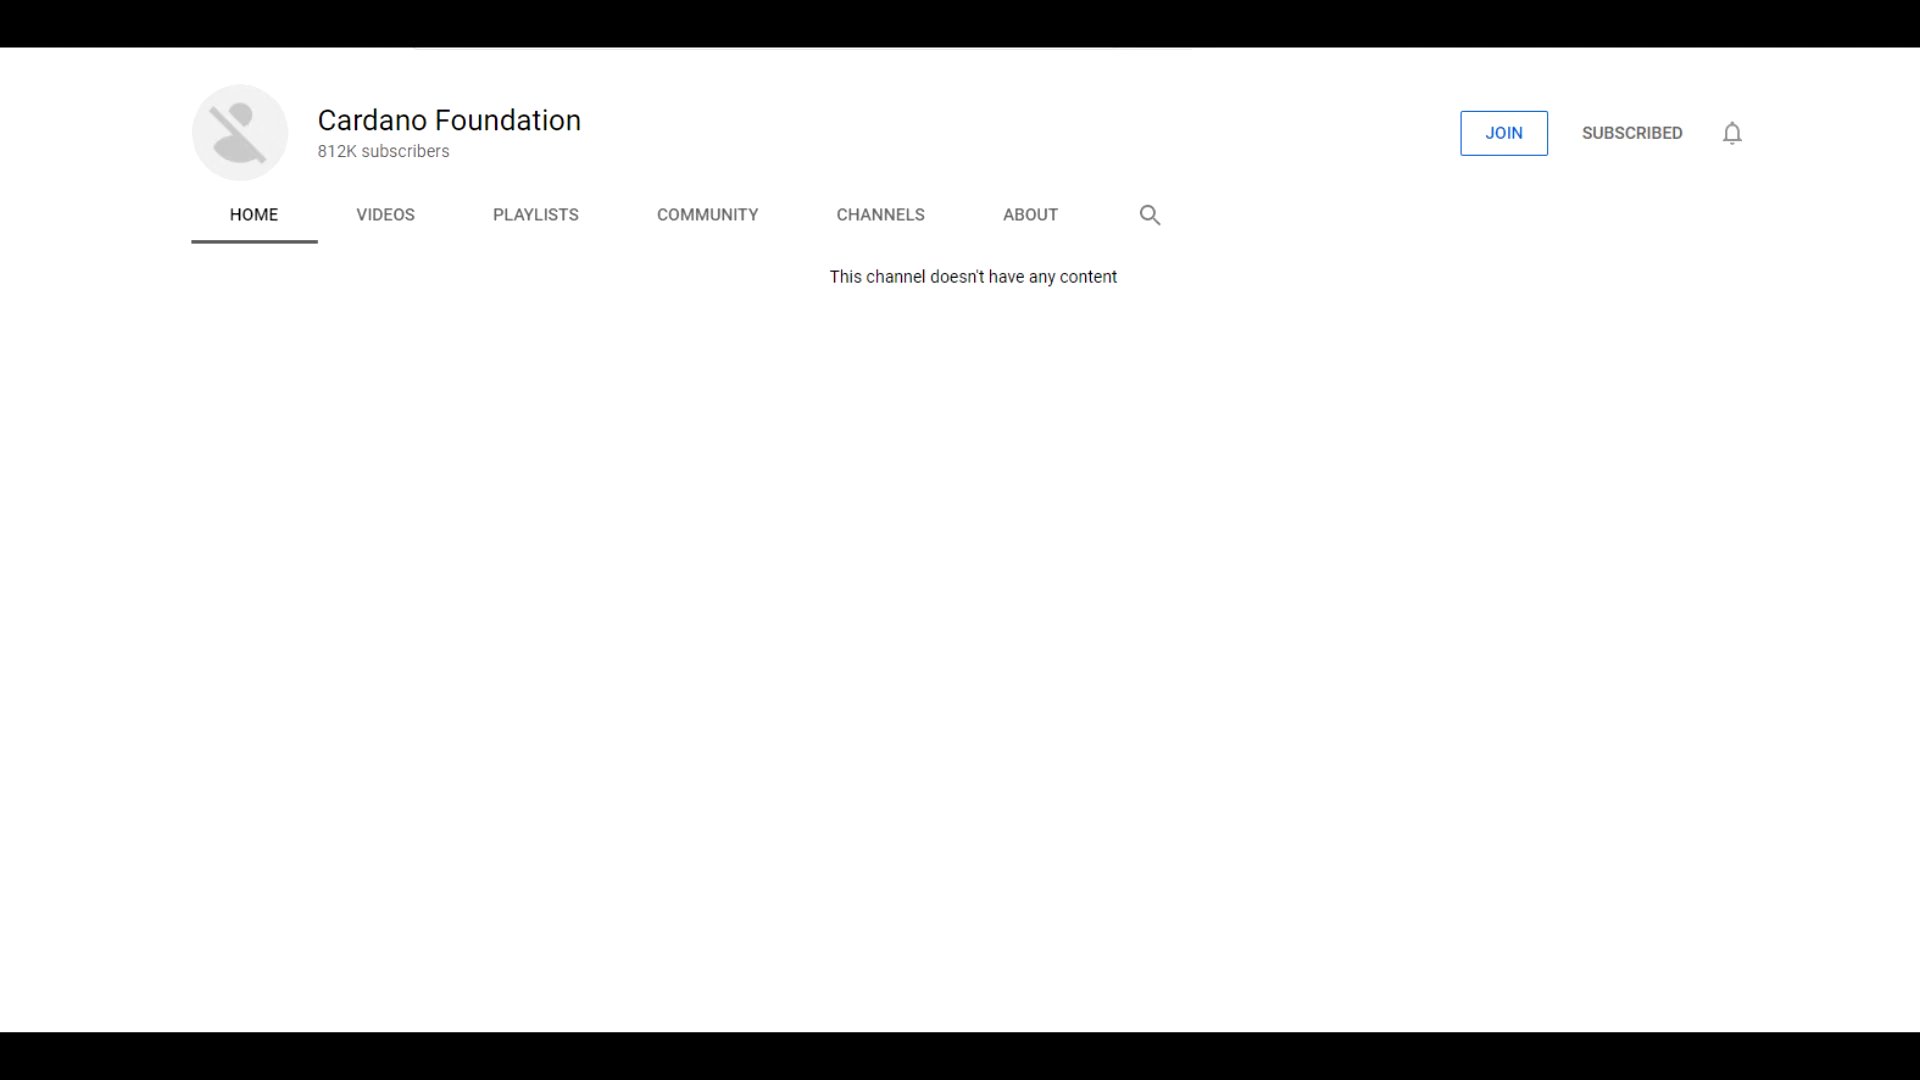 Cardano Foundation
812K subscribers
JOIN SUBSCRIBED
HOME VIDEOS PLAYLISTS COMMUNITY CHANNELS ABOUT
This channel doesn't have any content